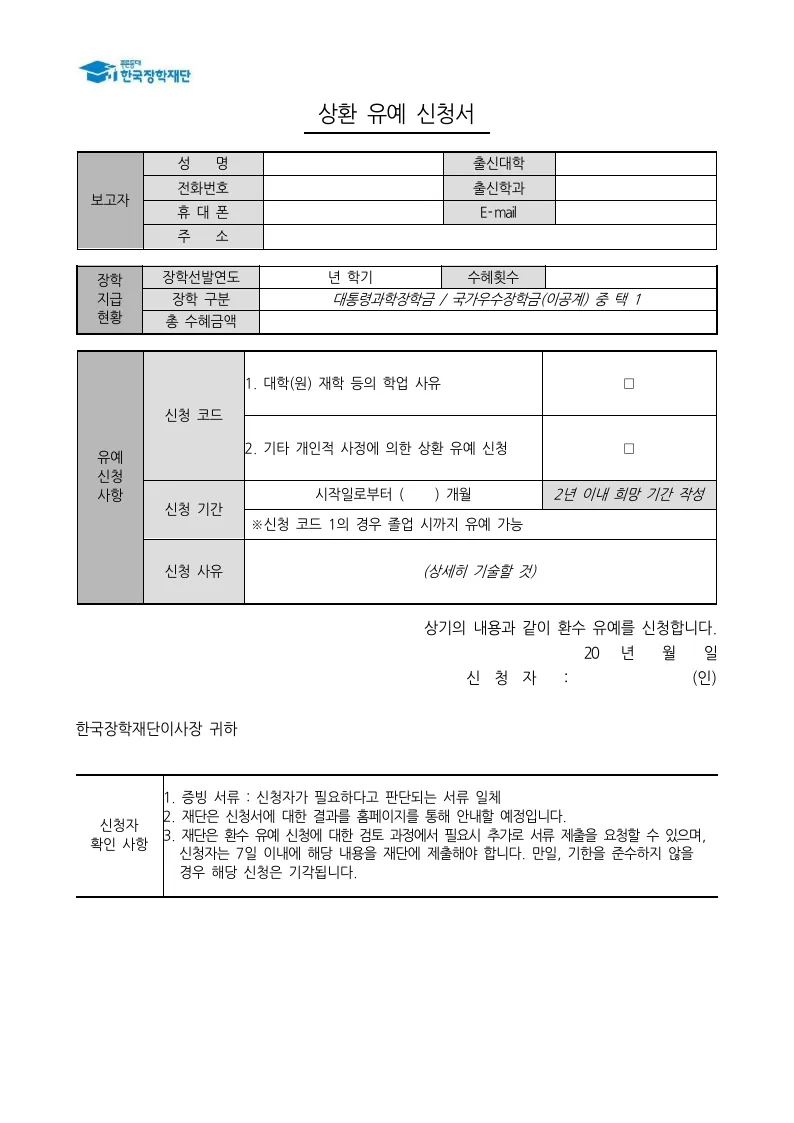 푸른등대
한국장학재단
상환 유예 신청서
보고자
성 명
출신대학
전화번호
출신학과
휴 대 폰
E-mail
주 소
장학
지급
현황
장학선발연도
년 학기
수혜횟수
장학 구분
대통령과학장학금 / 국가우수장학금(이공계) 중 택 1
총 수혜금액
유예
신청
사항
신청 코드
1. 대학(원) 재학 등의 학업 사유
□
2. 기타 개인적 사정에 의한 상환 유예 신청
□
신청 기간
시작일로부터 ( ) 개월
2년 이내 희망 기간 작성
※신청 코드 1의 경우 졸업 시까지 유예 가능
신청 사유
(상세히 기술할 것)
상기의 내용과 같이 환수 유예를 신청합니다.
20 년 월 일
신 청 자 : (인)
한국장학재단이사장 귀하
신청자
확인 사항
1. 증빙 서류 : 신청자가 필요하다고 판단되는 서류 일체
2. 재단은 신청서에 대한 결과를 홈페이지를 통해 안내할 예정입니다.
3. 재단은 환수 유예 신청에 대한 검토 과정에서 필요시 추가로 서류 제출을 요청할 수 있으며,
신청자는 7일 이내에 해당 내용을 재단에 제출해야 합니다. 만일, 기한을 준수하지 않을
경우 해당 신청은 기각됩니다.